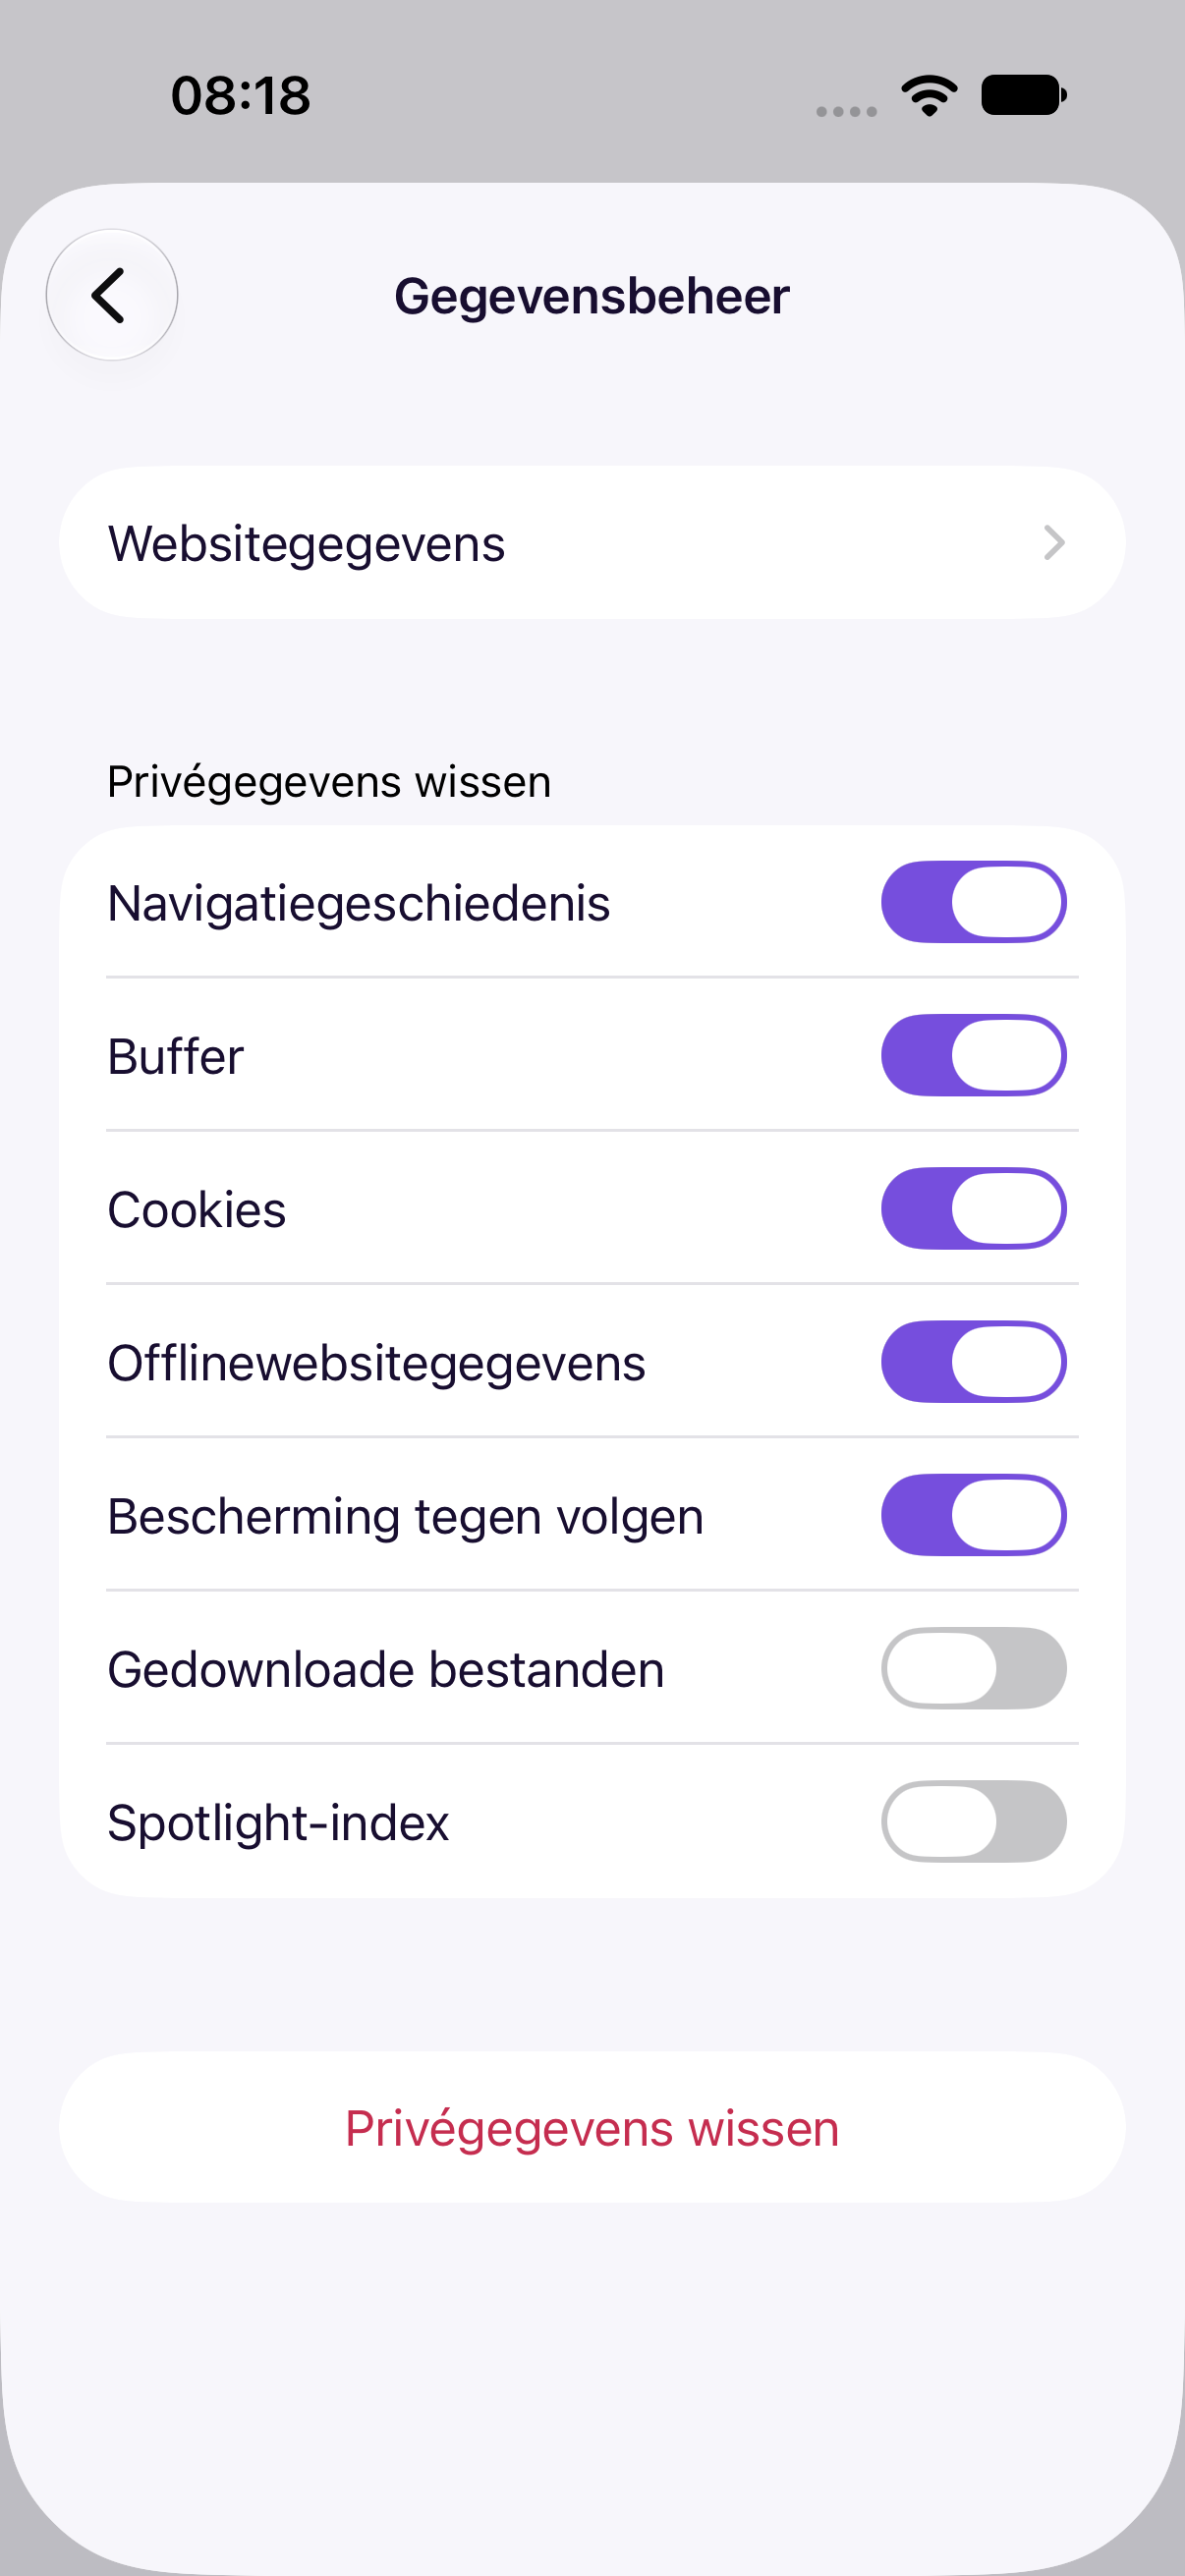 08:18
Gegevensbeheer
Websitegegevens
Privégegevens wissen
Navigatiegeschiedenis
Buffer
Cookies
Offlinewebsitegegevens
Bescherming tegen volgen
Gedownloade bestanden
Spotlight-index
Privégegevens wissen